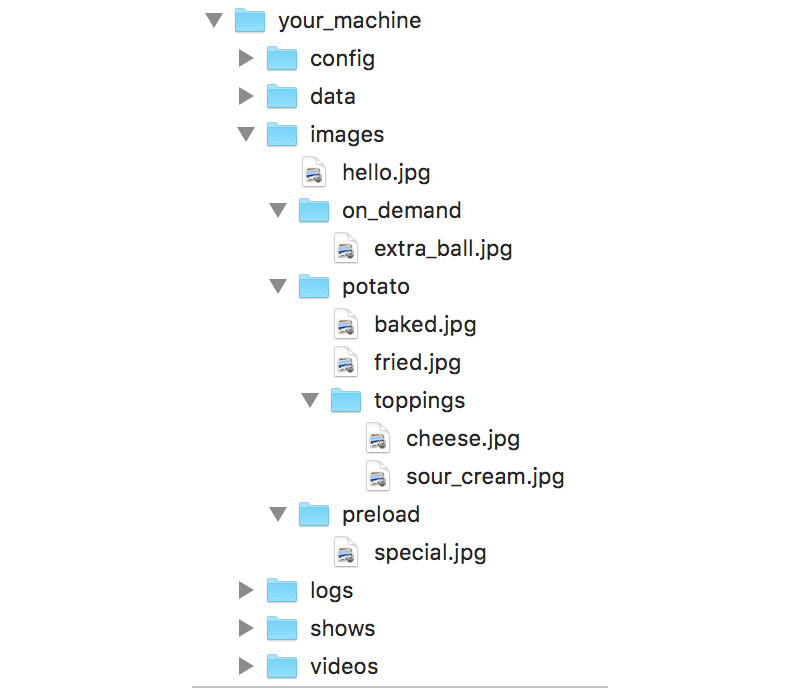 your_machine
config
data
images
hello.jpg
on_demand
extra_ball.jpg
potato
baked.jpg
fried.jpg
toppings
cheese.jpg
sour_cream.jpg
preload
special.jpg
logs
shows
videos